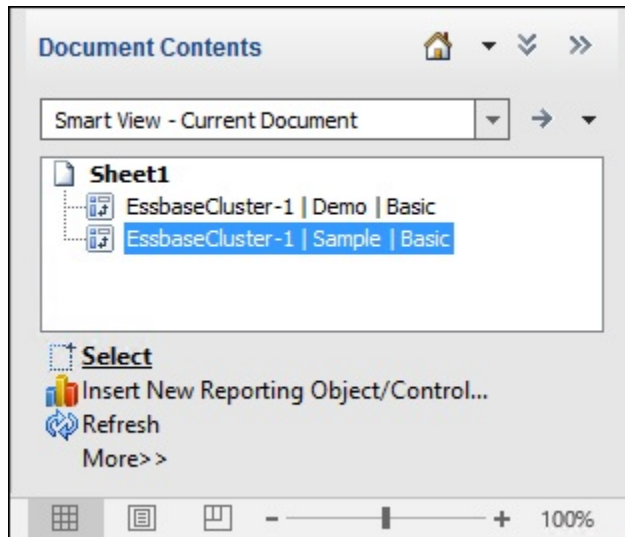 Document Contents
Smart View - Current Document
Sheet1
EssbaseCluster-1 | Demo | Basic
EssbaseCluster-1 | Sample | Basic
Select
Insert New Reporting Object/Control...
Refresh
More>>
100%